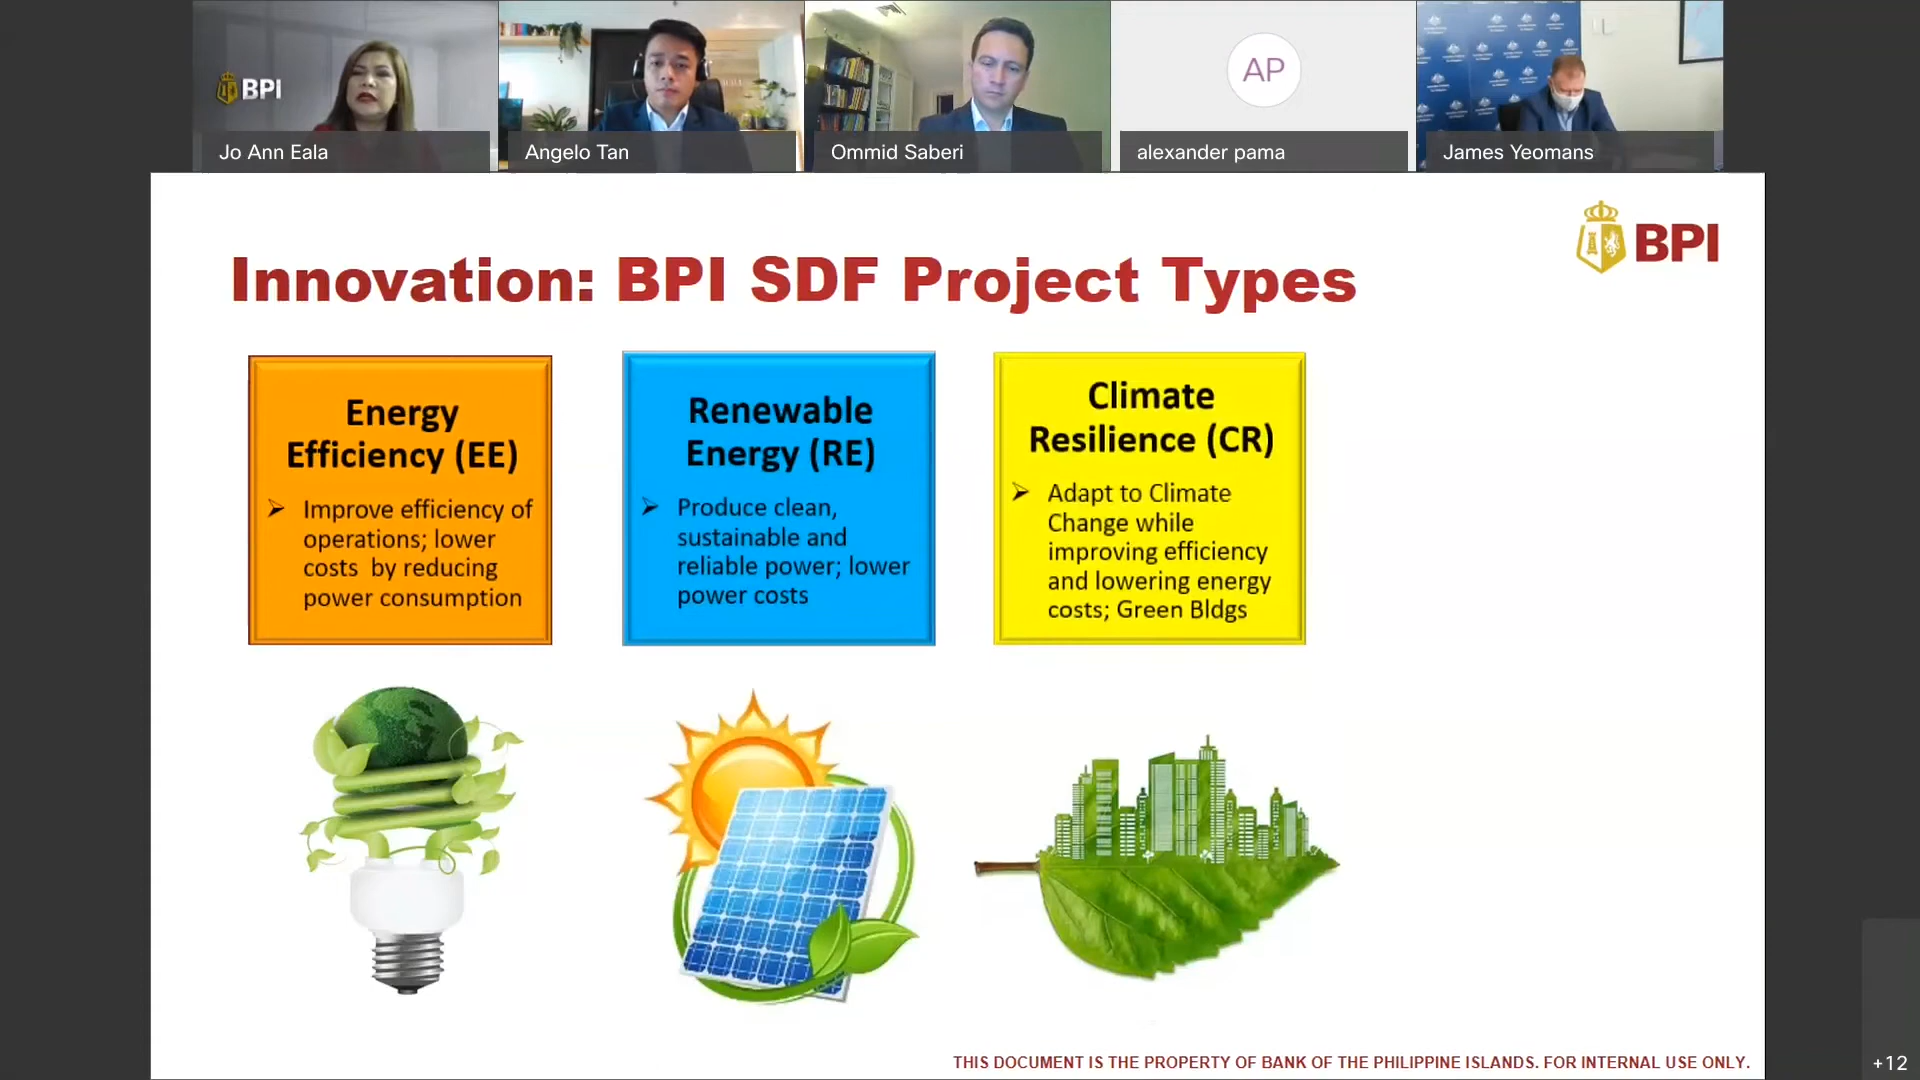 BPI
AP
Jo Ann Eala
Angelo Tan
Ommid Saberi
alexander pama
James Yeomans
BPI
Innovation: BPI SDF Project Types
Energy
Efficiency (EE)
➢ Improve efficiency of
operations; lower
costs by reducing
power consumption
Renewable
Energy (RE)
➢ Produce clean,
sustainable and
reliable power; lower
power costs
Climate
Resilience (CR)
➢ Adapt to Climate
Change while
improving efficiency
and lowering energy
costs; Green Bldgs
THIS DOCUMENT IS THE PROPERTY OF BANK OF THE PHILIPPINE ISLANDS. FOR INTERNAL USE ONLY.
+12